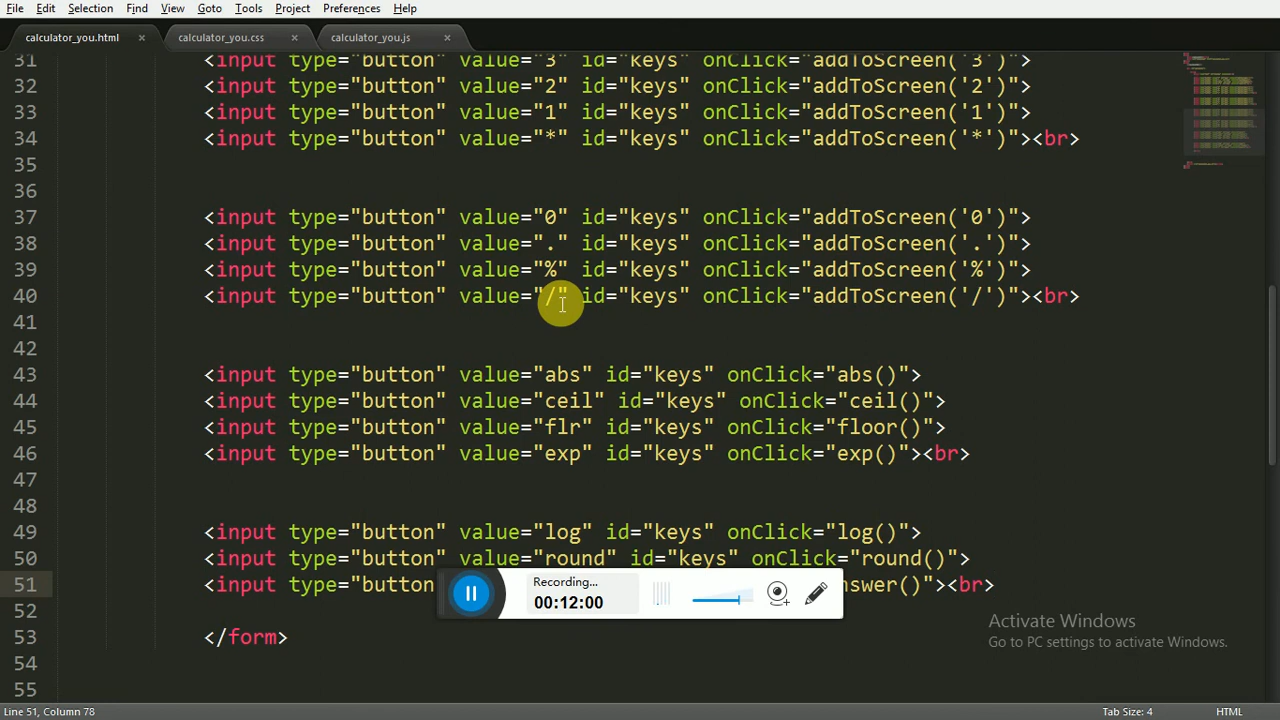 File Edit Selection Find View Goto Tools Project Preferences Help
calculator_you.html × calculator_you.css × calculator_you.js ×
31 <input type="button" value="3" id="keys" onClick="addToScreen('3')">
32 <input type="button" value="2" id="keys" onClick="addToScreen('2')">
33 <input type="button" value="1" id="keys" onClick="addToScreen('1')">
34 <input type="button" value="*" id="keys" onClick="addToScreen('*')"><br>
35
36
37 <input type="button" value="0" id="keys" onClick="addToScreen('0')">
38 <input type="button" value="." id="keys" onClick="addToScreen('.')">
39 <input type="button" value="%" id="keys" onClick="addToScreen('%')">
40 <input type="button" value="/" id="keys" onClick="addToScreen('/')"><br>
41
42
43 <input type="button" value="abs" id="keys" onClick="abs()">
44 <input type="button" value="ceil" id="keys" onClick="ceil()">
45 <input type="button" value="flr" id="keys" onClick="floor()">
46 <input type="button" value="exp" id="keys" onClick="exp()"><br>
47
48
49 <input type="button" value="log" id="keys" onClick="log()">
50 <input type="button" value="round" id="keys" onClick="round()">
51 <input type="button" nswer()"><br>
Recording...
00:12:00
52
53 </form>
54
55
Activate Windows
Go to PC settings to activate Windows.
Line 51, Column 78 Tab Size: 4 HTML